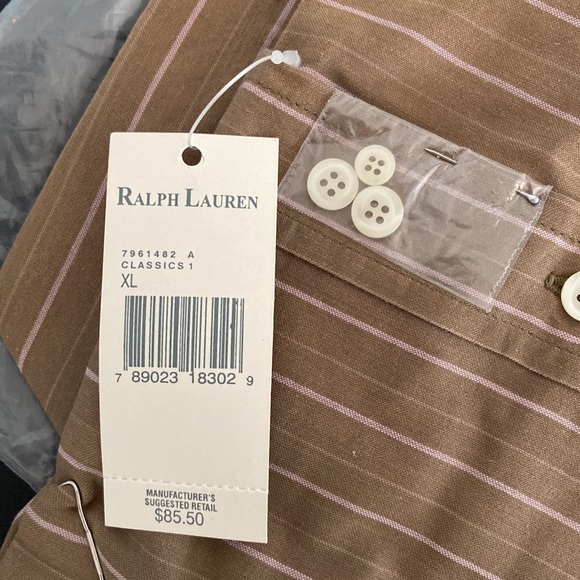 RALPH LAUREN
7961482 A
CLASSICS 1
XL
7 89023 18302 9
MANUFACTURER'S
SUGGESTED RETAIL
$85.50